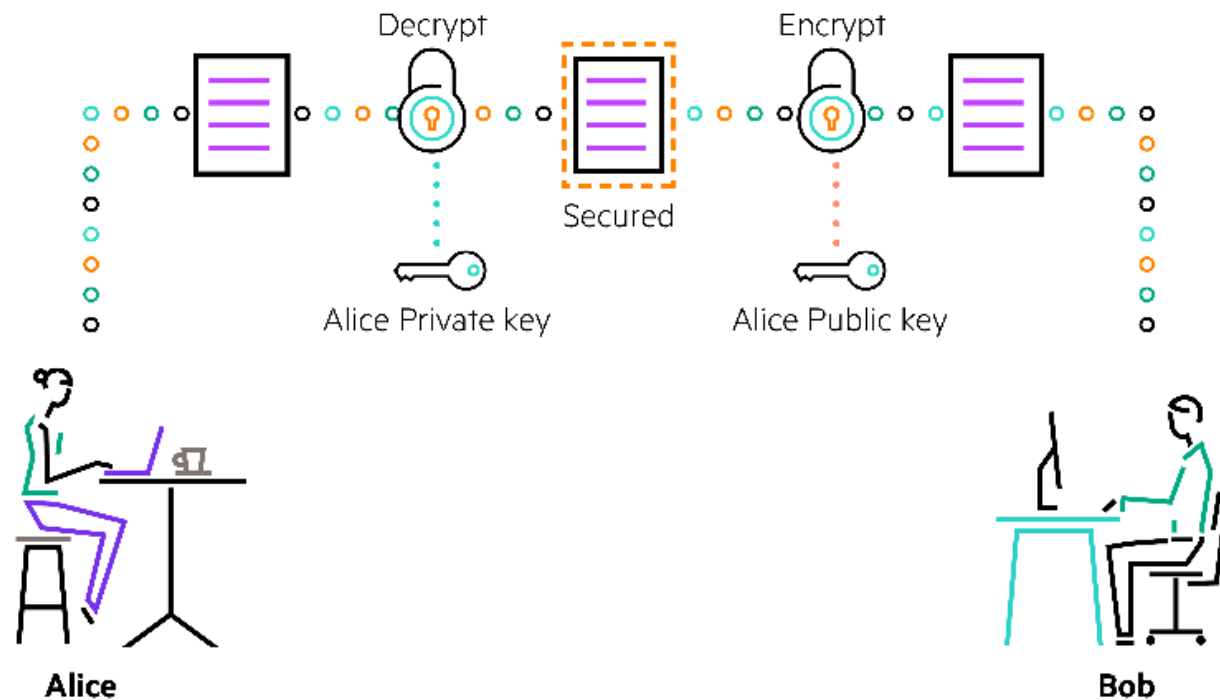 Decrypt
Encrypt
Secured
Alice Private key
Alice Public key
Alice
Bob